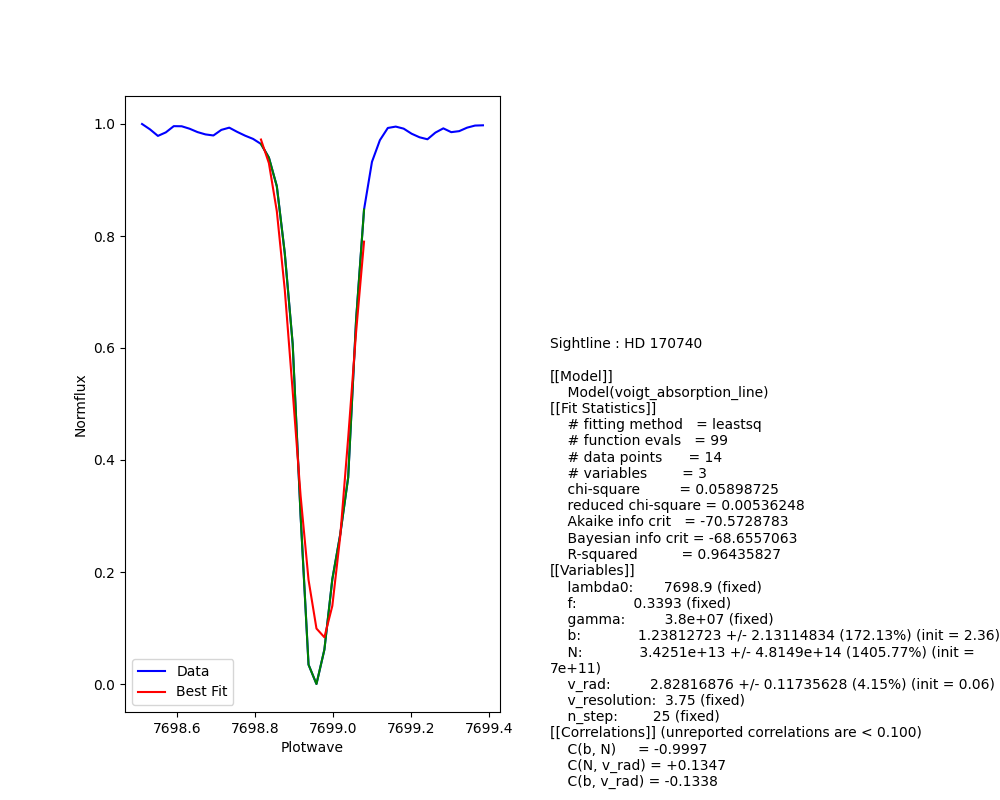 1.0
0.8
0.6
0.4
0.2
0.0
Normflux
Data
Best Fit
7698.6 7698.8 7699.0 7699.2 7699.4
Plotwave
Sightline : HD 170740
[[Model]]
Model(voigt_absorption_line)
[[Fit Statistics]]
# fitting method = leastsq
# function evals = 99
# data points = 14
# variables = 3
chi-square = 0.05898725
reduced chi-square = 0.00536248
Akaike info crit = -70.5728783
Bayesian info crit = -68.6557063
R-squared = 0.96435827
[[Variables]]
lambda0: 7698.9 (fixed)
f: 0.3393 (fixed)
gamma: 3.8e+07 (fixed)
b: 1.23812723 +/- 2.13114834 (172.13%) (init = 2.36)
N: 3.4251e+13 +/- 4.8149e+14 (1405.77%) (init =
7e+11)
v_rad: 2.82816876 +/- 0.11735628 (4.15%) (init = 0.06)
v_resolution: 3.75 (fixed)
n_step: 25 (fixed)
[[Correlations]] (unreported correlations are < 0.100)
C(b, N) = -0.9997
C(N, v_rad) = +0.1347
C(b, v_rad) = -0.1338